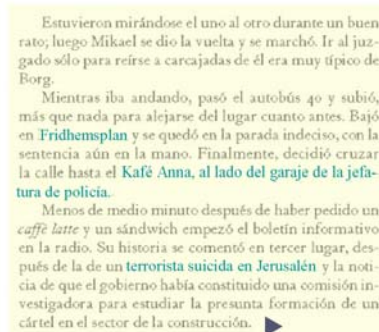 Estuvieron mirándose el uno al otro durante un buen
rato; luego Mikael se dio la vuelta y se marchó. Ir al juz-
gado sólo para reírse a carcajadas de él era muy típico de
Borg.
Mientras iba andando, pasó el autobús 40 y subió,
más que nada para alejarse del lugar cuanto antes. Bajó
en Fridhemsplan y se quedó en la parada indeciso, con la
sentencia aún en la mano. Finalmente, decidió cruzar
la calle hasta el Kafé Anna, al lado del garaje de la jefa-
tura de policía.
Menos de medio minuto después de haber pedido un
caffè latte y un sándwich empezó el boletín informativo
en la radio. Su historia se comentó en tercer lugar, des-
pués de la de un terrorista suicida en Jerusalén y la noti-
cia de que el gobierno había constituido una comisión in-
vestigadora para estudiar la presunta formación de un
cártel en el sector de la construcción.